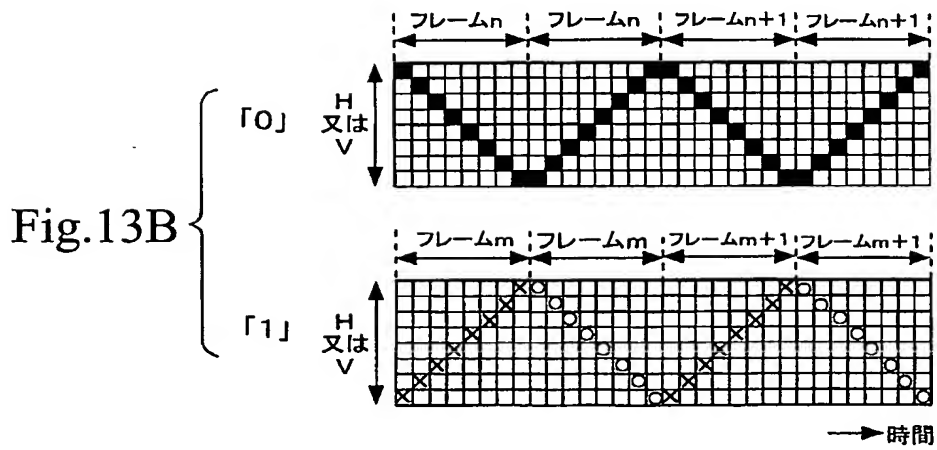 フレームn フレームn フレームn+1 フレームn+1
「0」
H
又は
V
Fig.13B
フレームm フレームm フレームm+1 フレームm+1
「1」
H
又は
V
時間